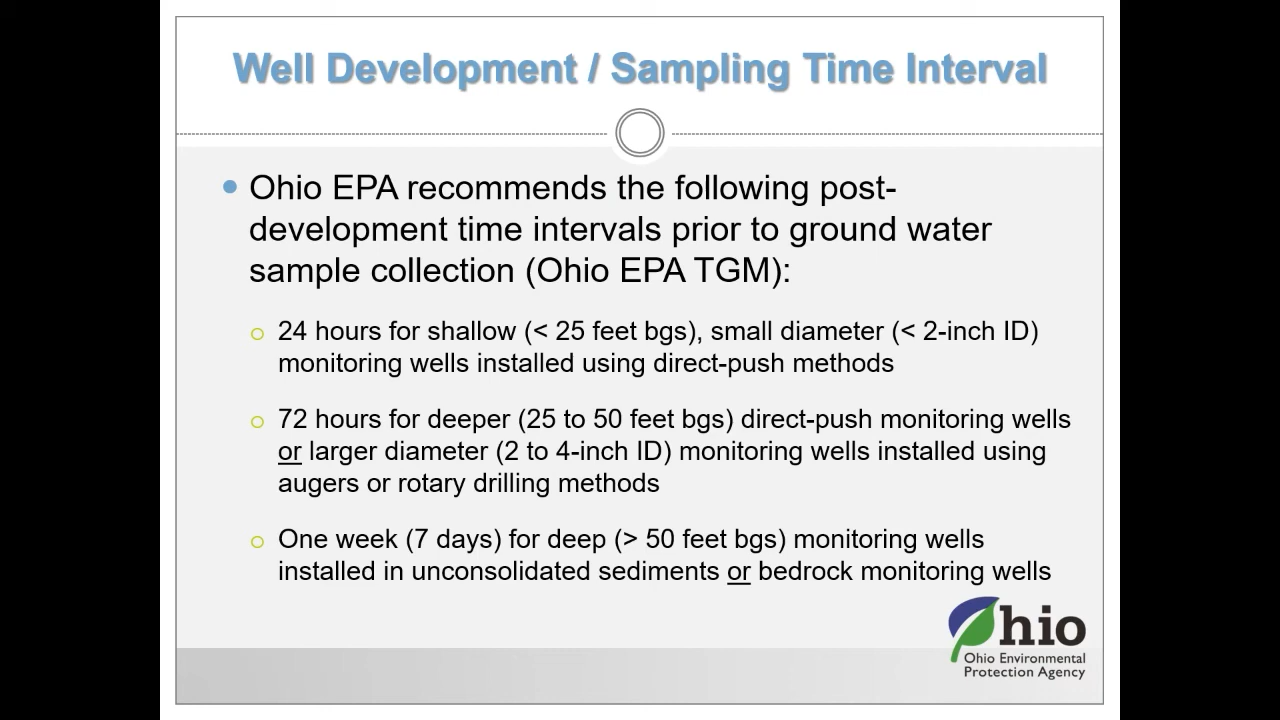 Well Development / Sampling Time Interval
Ohio EPA recommends the following post-
development time intervals prior to ground water
sample collection (Ohio EPA TGM):
24 hours for shallow (< 25 feet bgs), small diameter (< 2-inch ID)
monitoring wells installed using direct-push methods
72 hours for deeper (25 to 50 feet bgs) direct-push monitoring wells
or larger diameter (2 to 4-inch ID) monitoring wells installed using
augers or rotary drilling methods
One week (7 days) for deep (> 50 feet bgs) monitoring wells
installed in unconsolidated sediments or bedrock monitoring wells
Ohio
Ohio Environmental
Protection Agency